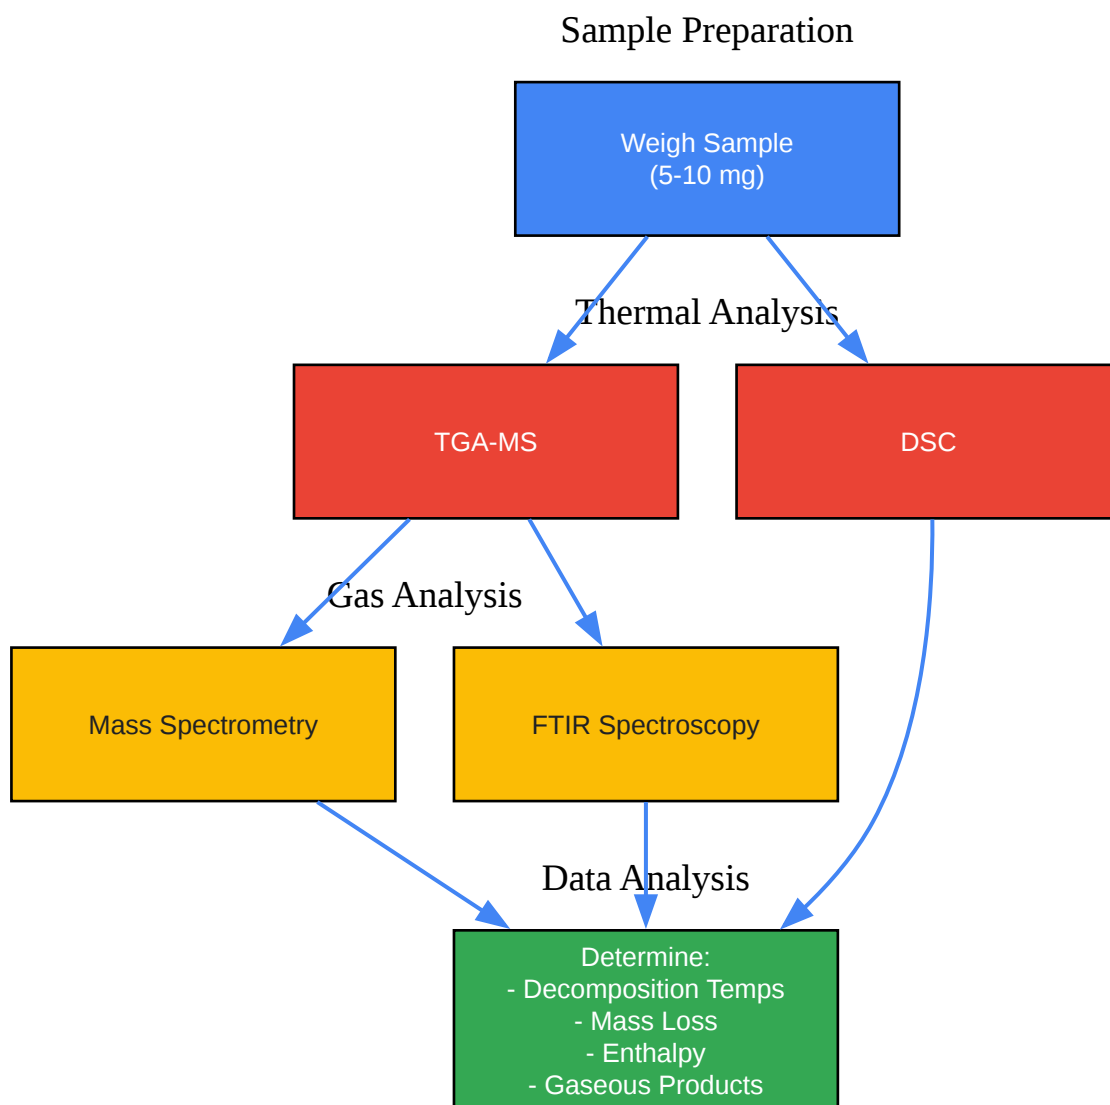 Sample Preparation
Weigh Sample
(5-10 mg)
Thermal Analysis
TGA-MS
DSC
Gas Analysis
Mass Spectrometry
FTIR Spectroscopy
Data Analysis
Determine:
- Decomposition Temps
- Mass Loss
- Enthalpy
- Gaseous Products